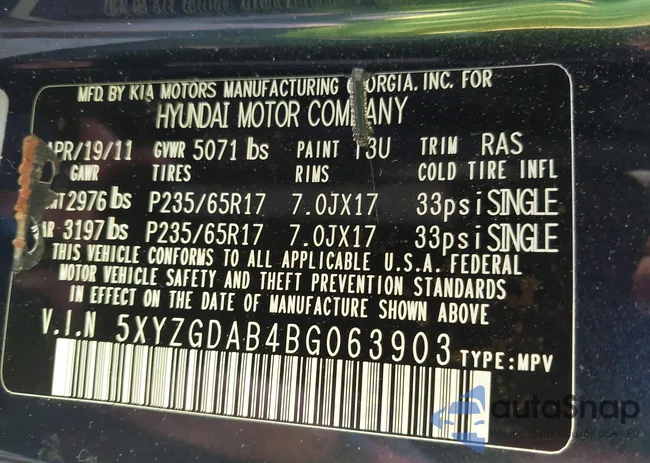 MFD. BY KIA MOTORS MANUFACTURING GEORGIA, INC. FOR
HYUNDAI MOTOR COMPANY
APR/19/11 GVWR 5071 lbs PAINT TRIM RAS
GAWR TIRES RIMS COLD TIRE INFL
2976 lbs P235/65R17 7.0JX17 33psi SINGLE
3197 lbs P235/65R17 7.0JX17 33psi SINGLE
THIS VEHICLE CONFORMS TO ALL APPLICABLE U.S.A. FEDERAL
MOTOR VEHICLE SAFETY AND THEFT PREVENTION STANDARDS
IN EFFECT ON THE DATE OF MANUFACTURE SHOWN ABOVE
V.I.N 5XYZGDAB4BG063903 TYPE:MPV
autoSnap